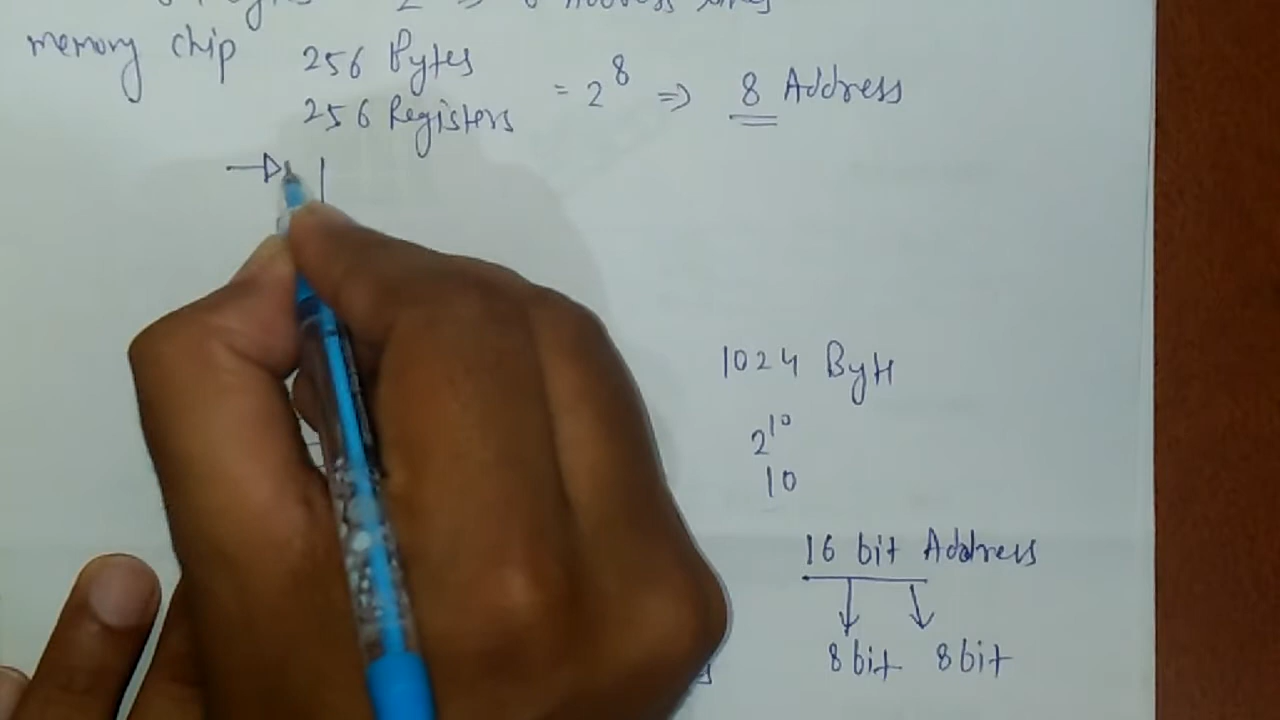 memory chip
256 Bytes
256 Registers
= 2^8 => 8 Address
1024 Byte
2^10
10
16 bit Address
8 bit 8 bit